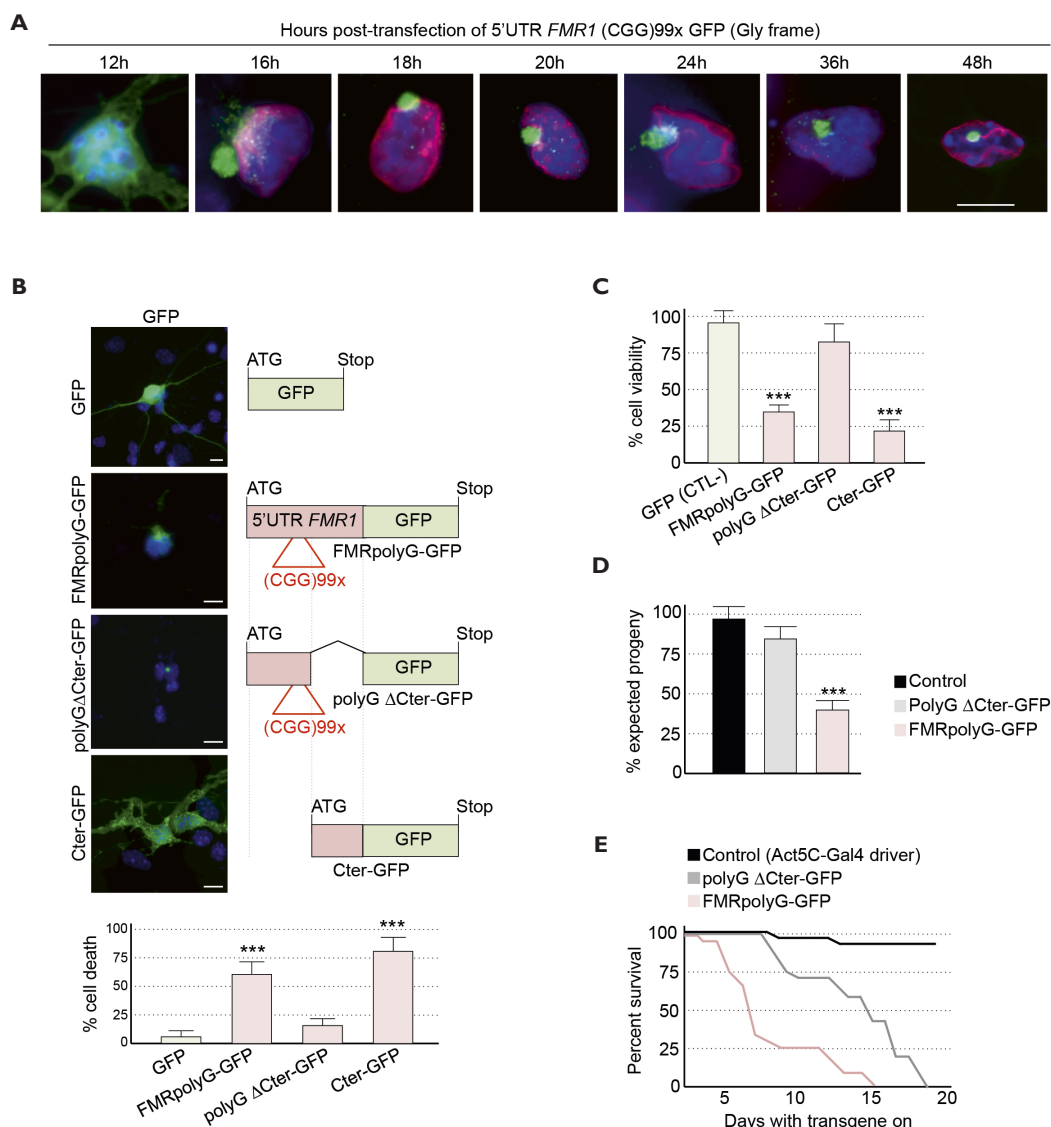 A
Hours post-transfection of 5'UTR FMR1 (CGG)99x GFP (Gly frame)
12h 16h 18h 20h 24h 36h 48h
B
GFP
GFP
ATG Stop
GFP
FMRpolyG-GFP
ATG Stop
5'UTR FMR1 GFP
FMRpolyG-GFP
(CGG)99x
polyGΔCter-GFP
ATG Stop
GFP
polyG ΔCter-GFP
(CGG)99x
Cter-GFP
ATG Stop
GFP
Cter-GFP
% cell death
100
75
50
25
0
***
***
GFP
FMRpolyG-GFP
polyG ΔCter-GFP
Cter-GFP
C
% cell viability
100
75
50
25
0
***
***
GFP (CTL-)
FMRpolyG-GFP
polyG ΔCter-GFP
Cter-GFP
D
% expected progeny
100
75
50
25
0
***
Control
PolyG ΔCter-GFP
FMRpolyG-GFP
E
Control (Act5C-Gal4 driver)
polyG ΔCter-GFP
FMRpolyG-GFP
Percent survival
100
75
50
25
0
5 10 15 20
Days with transgene on